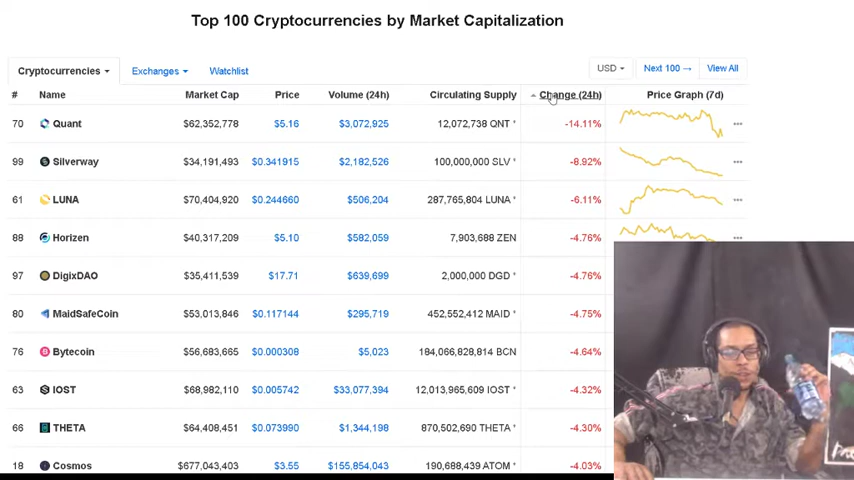 Top 100 Cryptocurrencies by Market Capitalization
Cryptocurrencies Exchanges Watchlist USD Next 100 → View All
# Name Market Cap Price Volume (24h) Circulating Supply Change (24h) Price Graph (7d)
70 Quant $62,352,778 $5.16 $3,072,925 12,072,738 QNT * -14.11%
99 Silverway $34,191,493 $0.341915 $2,182,526 100,000,000 SLV * -8.92%
61 LUNA $70,404,920 $0.244660 $506,204 287,765,804 LUNA * -6.11%
88 Horizen $40,317,209 $5.10 $582,059 7,903,688 ZEN -4.76%
97 DigixDAO $35,411,539 $17.71 $639,699 2,000,000 DGD * -4.76%
80 MaidSafeCoin $53,013,846 $0.117144 $295,719 452,552,412 MAID * -4.75%
76 Bytecoin $56,683,665 $0.000308 $5,023 184,066,828,814 BCN -4.64%
63 IOST $68,982,110 $0.005742 $33,077,394 12,013,965,609 IOST * -4.32%
66 THETA $64,408,451 $0.073990 $1,344,198 870,502,690 THETA * -4.30%
18 Cosmos $677,043,403 $3.55 $155,854,043 190,688,439 ATOM * -4.03%